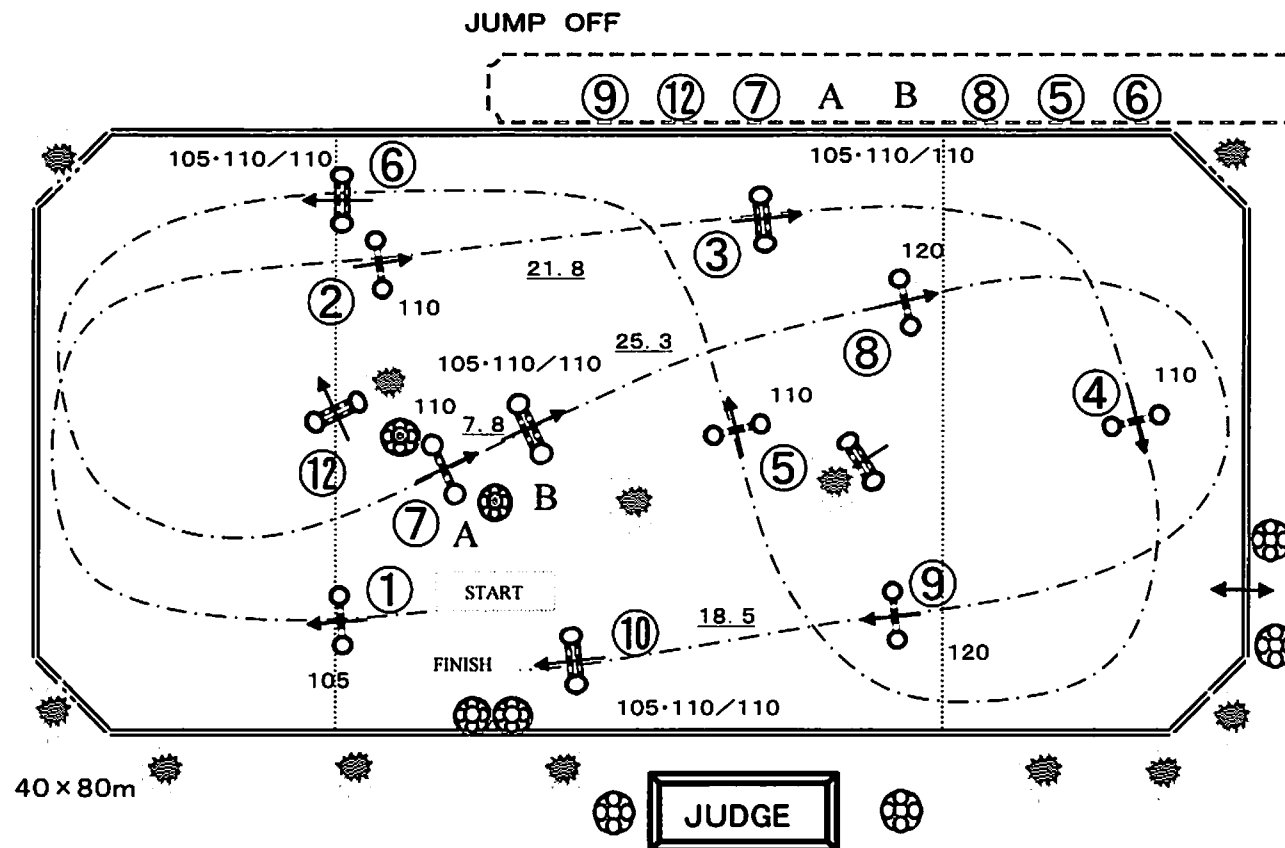 JUMP OFF
⑨ ⑫ ⑦ A B ⑧ ⑤ ⑥
105·110/110 ⑥ 105·110/110
③
② 110 21.8 120
25.3 ⑧
105·110/110 ④ 110
110 7.8 110
⑫ ⑤
⑦ A B
① START ⑨
⑩ 18.5
FINISH 120
105 105·110/110
40×80m
JUDGE